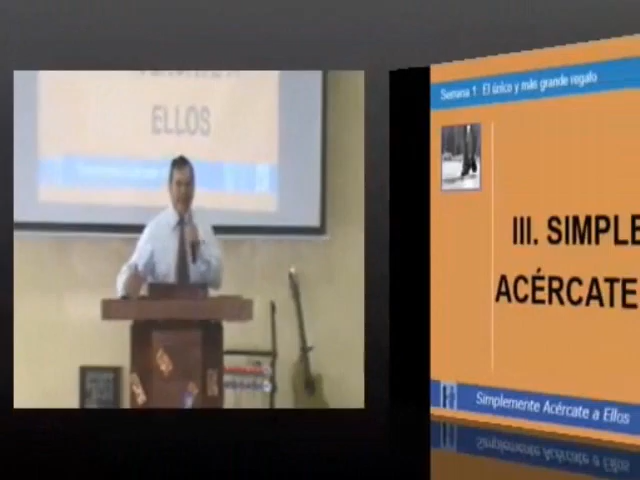 ELLOS
Semana 1: El único y más grande regalo
III. SIMPLE
ACÉRCATE
Simplemente Acércate a Ellos